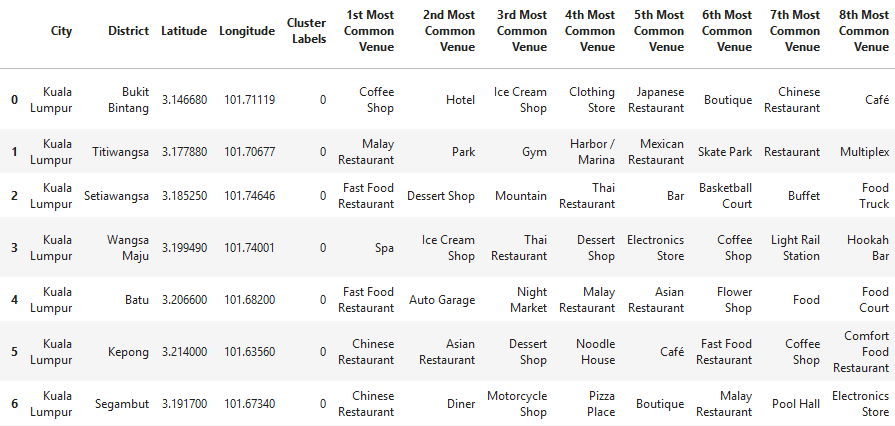 City District Latitude Longitude Cluster Labels 1st Most Common Venue 2nd Most Common Venue 3rd Most Common Venue 4th Most Common Venue 5th Most Common Venue 6th Most Common Venue 7th Most Common Venue 8th Most Common Venue
0 Kuala Lumpur Bukit Bintang 3.146680 101.71119 0 Coffee Shop Hotel Ice Cream Shop Clothing Store Japanese Restaurant Boutique Chinese Restaurant Café
1 Kuala Lumpur Titiwangsa 3.177880 101.70677 0 Malay Restaurant Park Gym Harbor / Marina Mexican Restaurant Skate Park Restaurant Multiplex
2 Kuala Lumpur Setiawangsa 3.185250 101.74646 0 Fast Food Restaurant Dessert Shop Mountain Thai Restaurant Bar Basketball Court Buffet Food Truck
3 Kuala Lumpur Wangsa Maju 3.199490 101.74001 0 Spa Ice Cream Shop Thai Restaurant Dessert Shop Electronics Store Coffee Shop Light Rail Station Hookah Bar
4 Kuala Lumpur Batu 3.206600 101.68200 0 Fast Food Restaurant Auto Garage Night Market Malay Restaurant Asian Restaurant Flower Shop Food Food Court
5 Kuala Lumpur Kepong 3.214000 101.63560 0 Chinese Restaurant Asian Restaurant Dessert Shop Noodle House Café Fast Food Restaurant Coffee Shop Comfort Food Restaurant
6 Kuala Lumpur Segambut 3.191700 101.67340 0 Chinese Restaurant Diner Motorcycle Shop Pizza Place Boutique Malay Restaurant Pool Hall Electronics Store